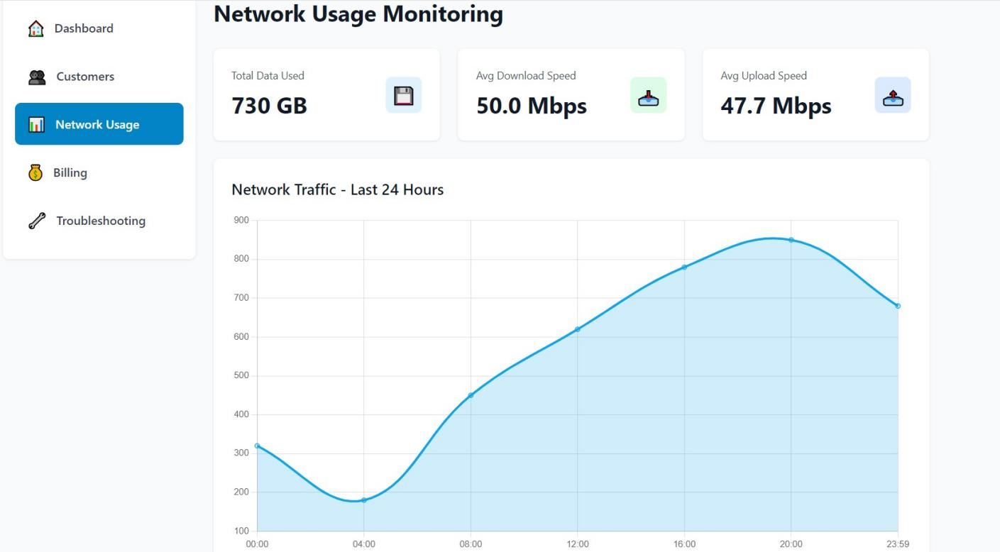 Network Usage Monitoring
Dashboard
Customers
Network Usage
Billing
Troubleshooting
Total Data Used
730 GB
Avg Download Speed
50.0 Mbps
Avg Upload Speed
47.7 Mbps
Network Traffic - Last 24 Hours
900
800
700
600
500
400
300
200
100
00:00 04:00 08:00 12:00 16:00 20:00 23:59